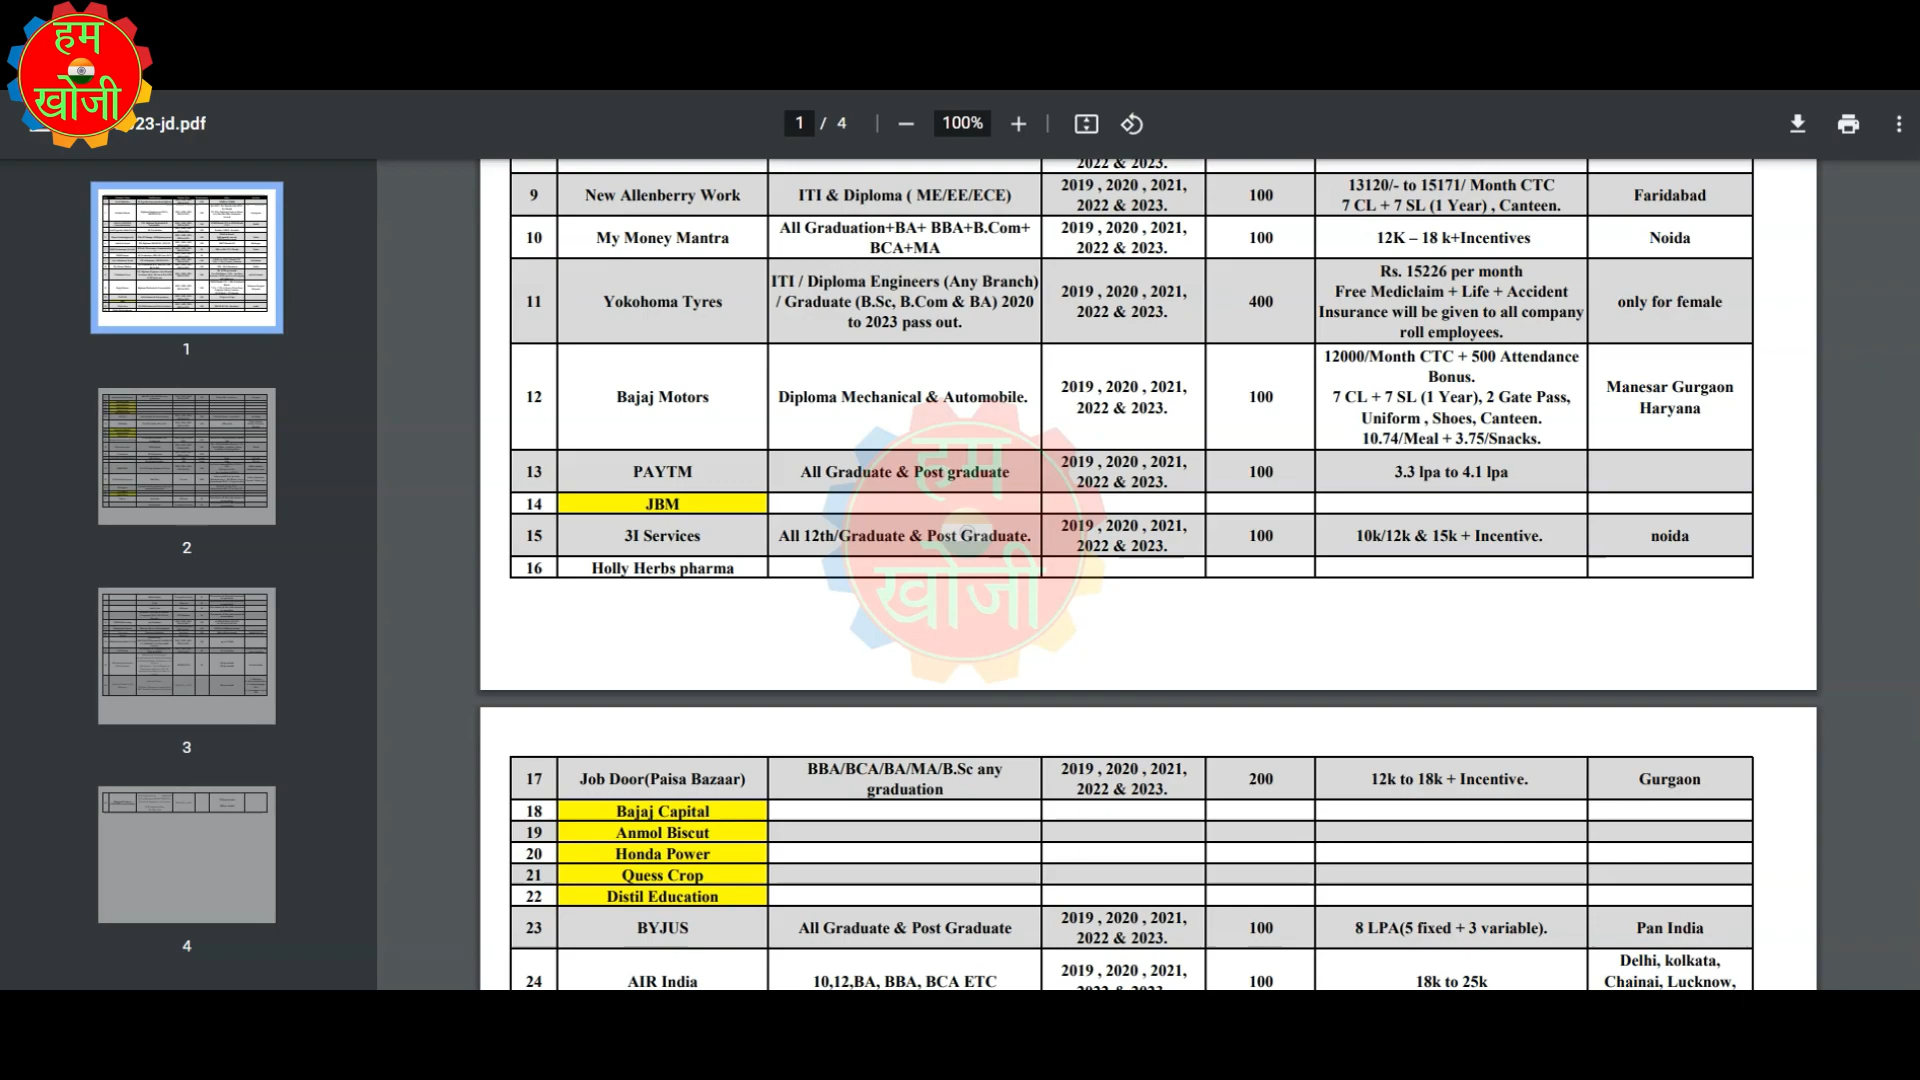 हम
खोजी
23-jd.pdf
1 / 4
100%
2022 & 2023.
9 New Allenberry Work ITI & Diploma ( ME/EE/ECE) 2019 , 2020 , 2021, 2022 & 2023. 100 13120/- to 15171/ Month CTC 7 CL + 7 SL (1 Year) , Canteen. Faridabad
10 My Money Mantra All Graduation+BA+ BBA+B.Com+ BCA+MA 2019 , 2020 , 2021, 2022 & 2023. 100 12K – 18 k+Incentives Noida
11 Yokohoma Tyres ITI / Diploma Engineers (Any Branch) / Graduate (B.Sc, B.Com & BA) 2020 to 2023 pass out. 2019 , 2020 , 2021, 2022 & 2023. 400 Rs. 15226 per month Free Mediclaim + Life + Accident Insurance will be given to all company roll employees. only for female
12 Bajaj Motors Diploma Mechanical & Automobile. 2019 , 2020 , 2021, 2022 & 2023. 100 12000/Month CTC + 500 Attendance Bonus. 7 CL + 7 SL (1 Year), 2 Gate Pass, Uniform , Shoes, Canteen. 10.74/Meal + 3.75/Snacks. Manesar Gurgaon Haryana
13 PAYTM All Graduate & Post graduate 2019 , 2020 , 2021, 2022 & 2023. 100 3.3 lpa to 4.1 lpa
14 JBM
15 3I Services All 12th/Graduate & Post Graduate. 2019 , 2020 , 2021, 2022 & 2023. 100 10k/12k & 15k + Incentive. noida
16 Holly Herbs pharma
हम
खोजी
17 Job Door(Paisa Bazaar) BBA/BCA/BA/MA/B.Sc any graduation 2019 , 2020 , 2021, 2022 & 2023. 200 12k to 18k + Incentive. Gurgaon
18 Bajaj Capital
19 Anmol Biscut
20 Honda Power
21 Quess Crop
22 Distil Education
23 BYJUS All Graduate & Post Graduate 2019 , 2020 , 2021, 2022 & 2023. 100 8 LPA(5 fixed + 3 variable). Pan India
24 AIR India 10,12,BA, BBA, BCA ETC 2019 , 2020 , 2021, 100 18k to 25k Delhi, kolkata, Chainai, Lucknow,
1
2
3
4